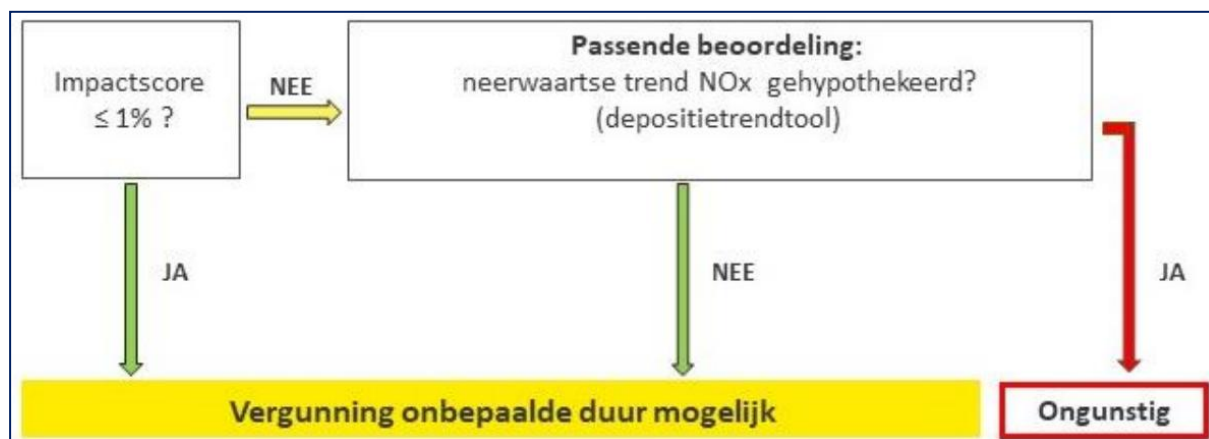 Impactscore
≤ 1% ?
NEE
Passende beoordeling:
neerwaartse trend NOx gehypothekeerd?
(depositietrendtool)
JA
NEE
JA
Vergunning onbepaalde duur mogelijk
Ongunstig